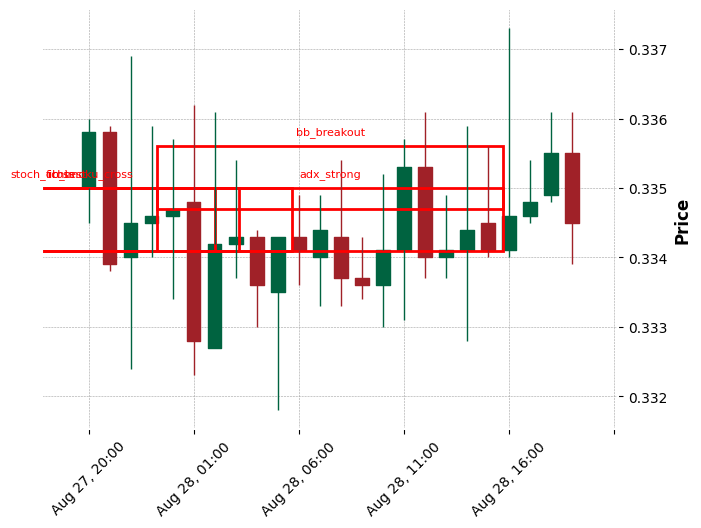 0.337
0.336
bb_breakout
adx_strong
0.335
0.334
0.333
0.332
Price
Aug 27, 20:00
Aug 28, 01:00
Aug 28, 06:00
Aug 28, 11:00
Aug 28, 16:00